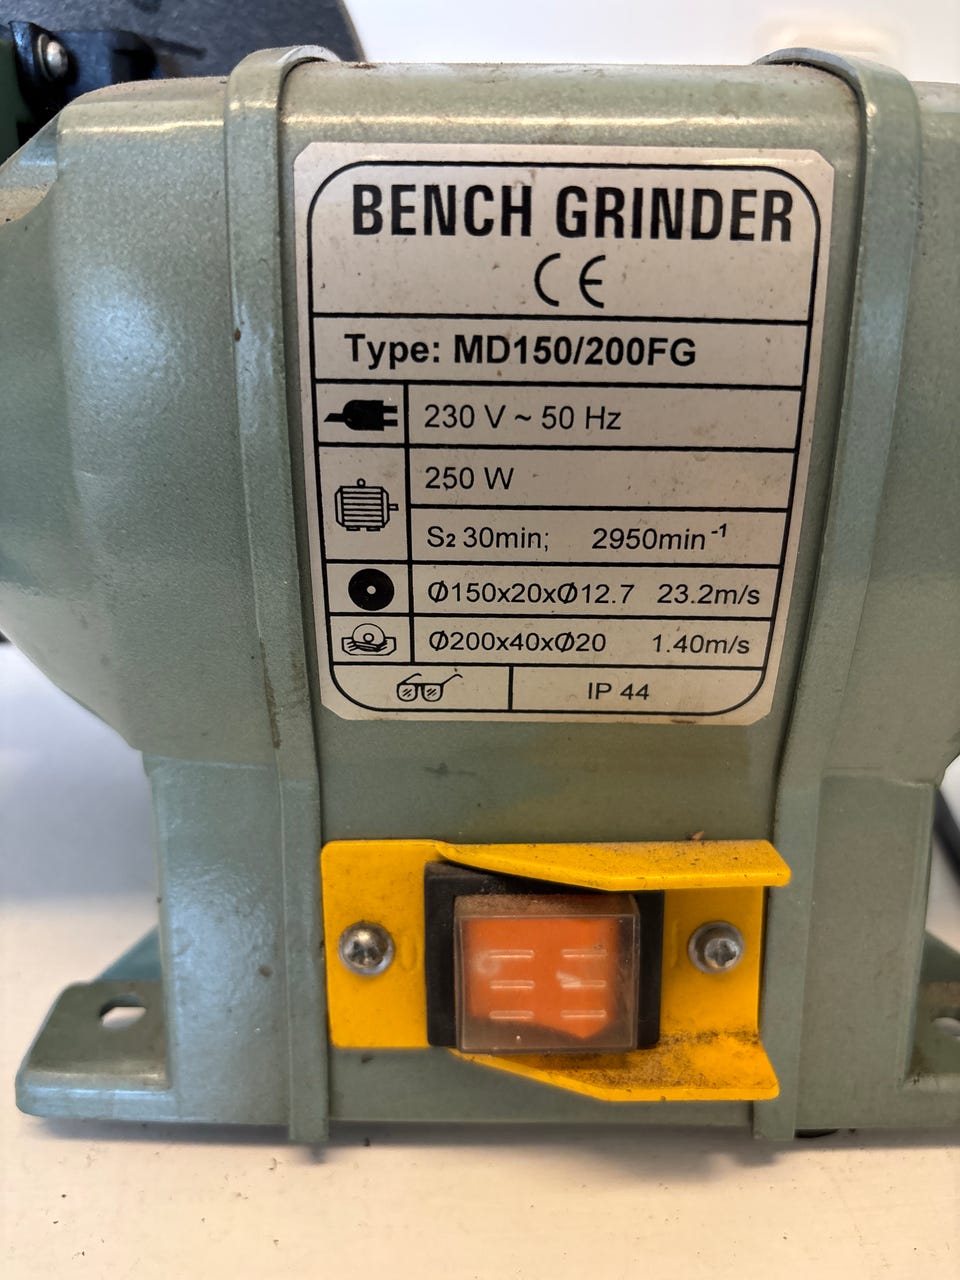 BENCH GRINDER
CE
Type: MD150/200FG
230 V ~ 50 Hz
250 W
S₂ 30min; 2950min⁻¹
Ø150x20xØ12.7 23.2m/s
Ø200x40xØ20 1.40m/s
IP 44